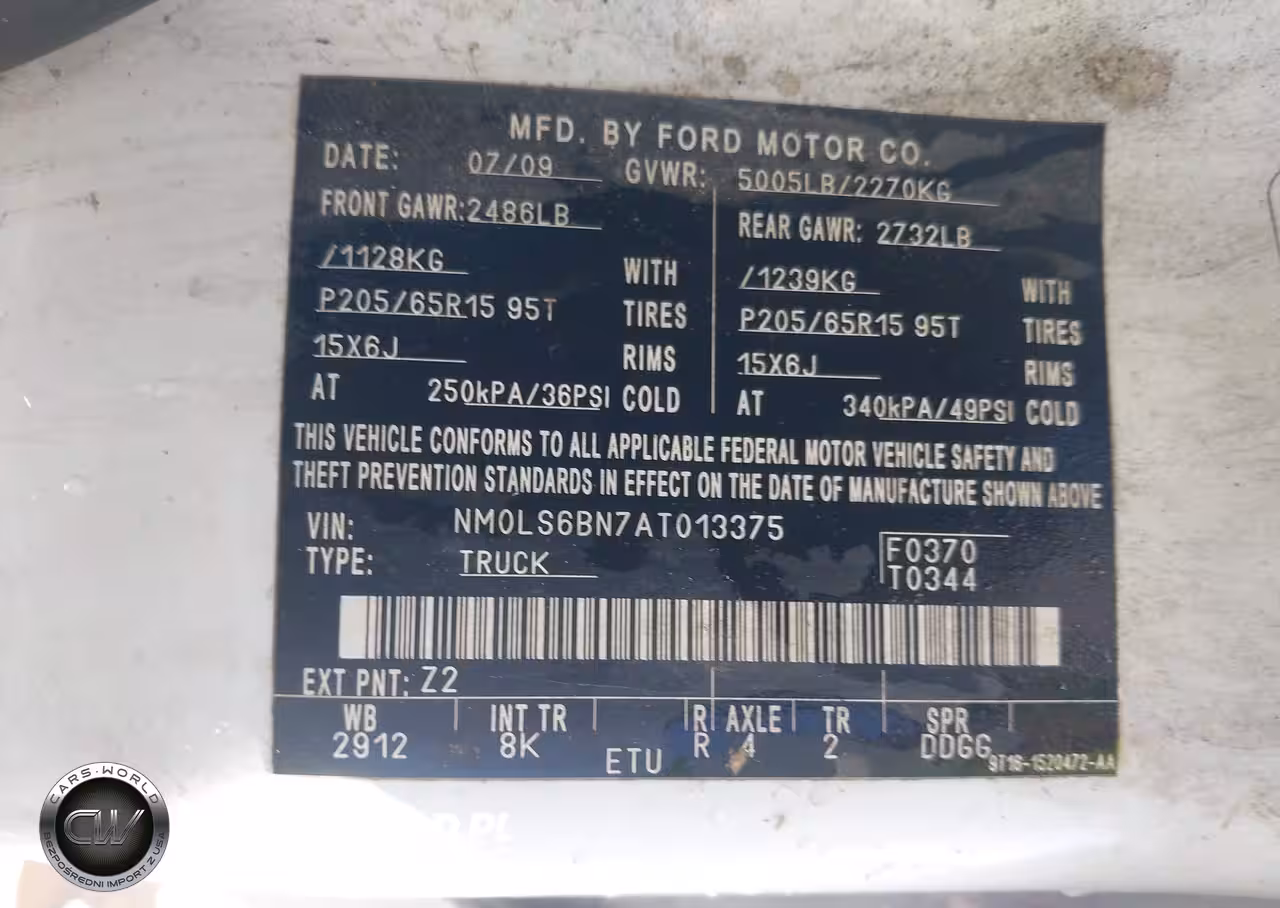 MFD. BY FORD MOTOR CO.
DATE: 07/09 GVWR: 5005LB/2270KG
FRONT GAWR: 2486LB REAR GAWR: 2732LB
/1128KG WITH /1239KG WITH
P205/65R15 95T TIRES P205/65R15 95T TIRES
15X6J RIMS 15X6J RIMS
AT 250kPA/36PSI COLD AT 340kPA/49PSI COLD
THIS VEHICLE CONFORMS TO ALL APPLICABLE FEDERAL MOTOR VEHICLE SAFETY AND
THEFT PREVENTION STANDARDS IN EFFECT ON THE DATE OF MANUFACTURE SHOWN ABOVE
VIN: NM0LS6BN7AT013375
TYPE: TRUCK F0370
T0344
EXT PNT: Z2
WB INT TR R AXLE TR SPR
2912 8K R 4 2 DDGG
ETU 9T16-1520472-AA
CARS-WORLD
CW
BEZPOŚREDNI IMPORT Z USA